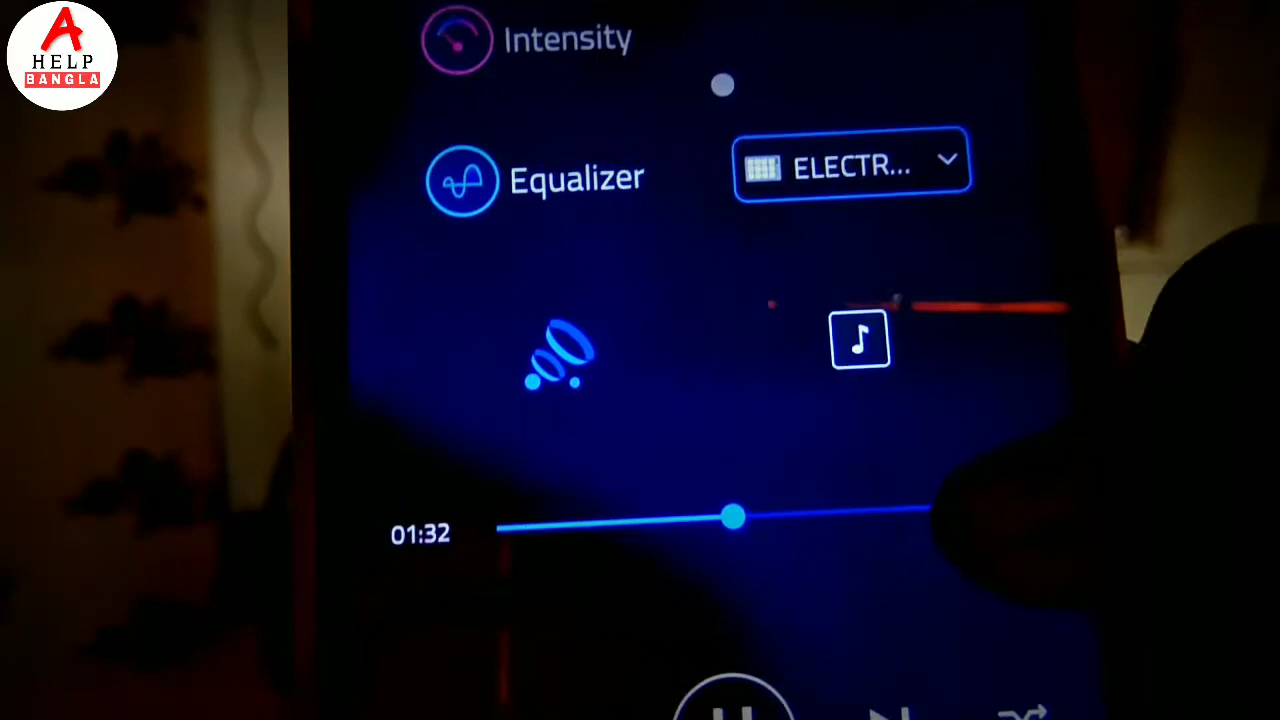 A
HELP
BANGLA
Intensity
Equalizer
ELECTR...
01:32